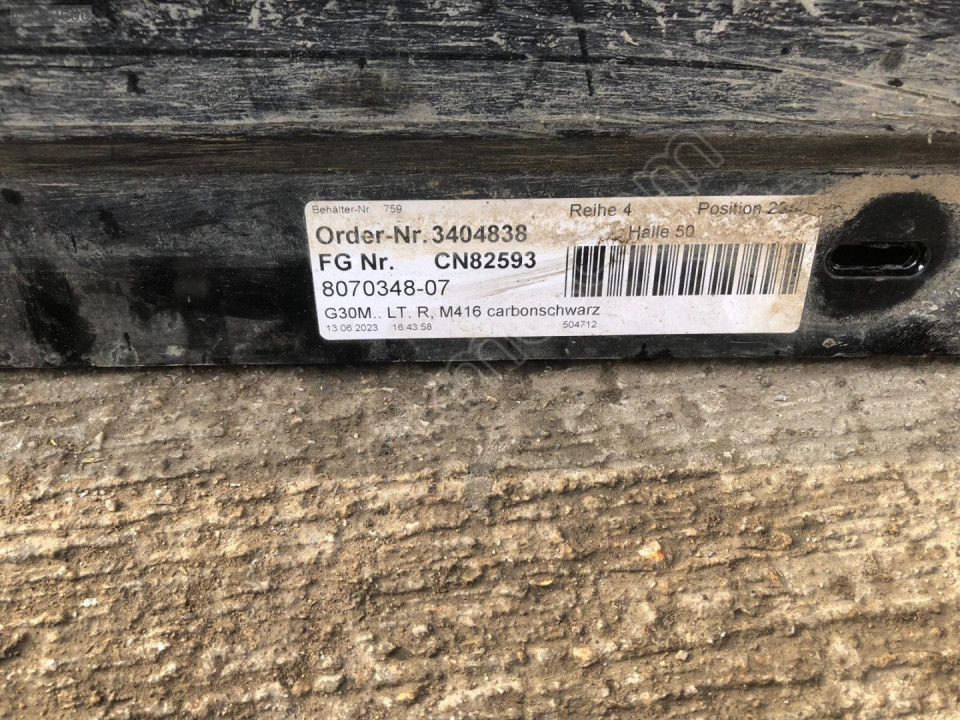 Behälter-Nr. 759 Reihe 4 Position
Order-Nr. 3404838 Halle 50
FG Nr. CN82593
8070348-07
G30M.. LT. R, M416 carbonschwarz
13.06.2023 16:43:58 504712